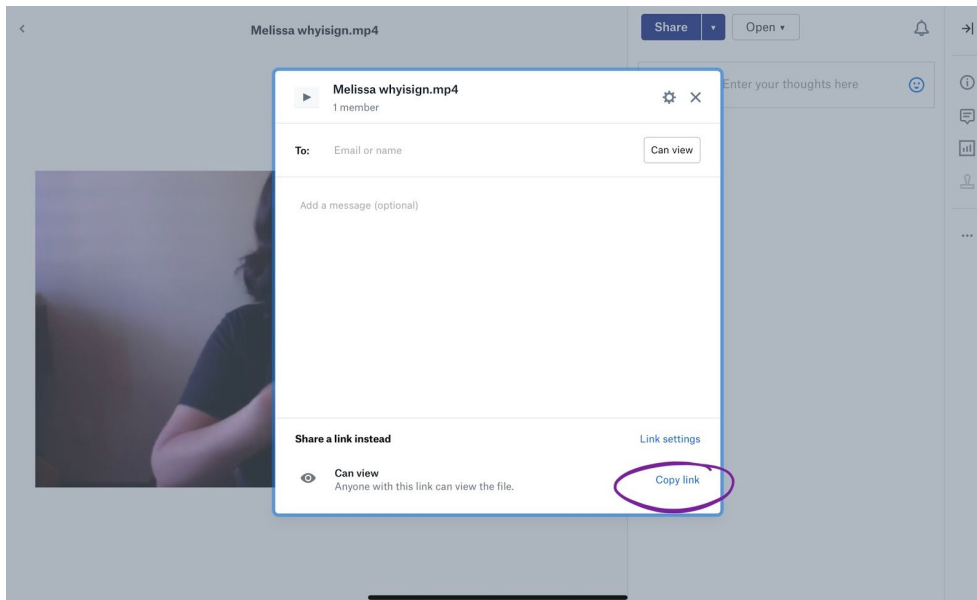 Melissa whyisign.mp4
Share
Open
Enter your thoughts here
Melissa whyisign.mp4
1 member
To: Email or name Can view
Add a message (optional)
Share a link instead Link settings
Can view
Anyone with this link can view the file.
Copy link